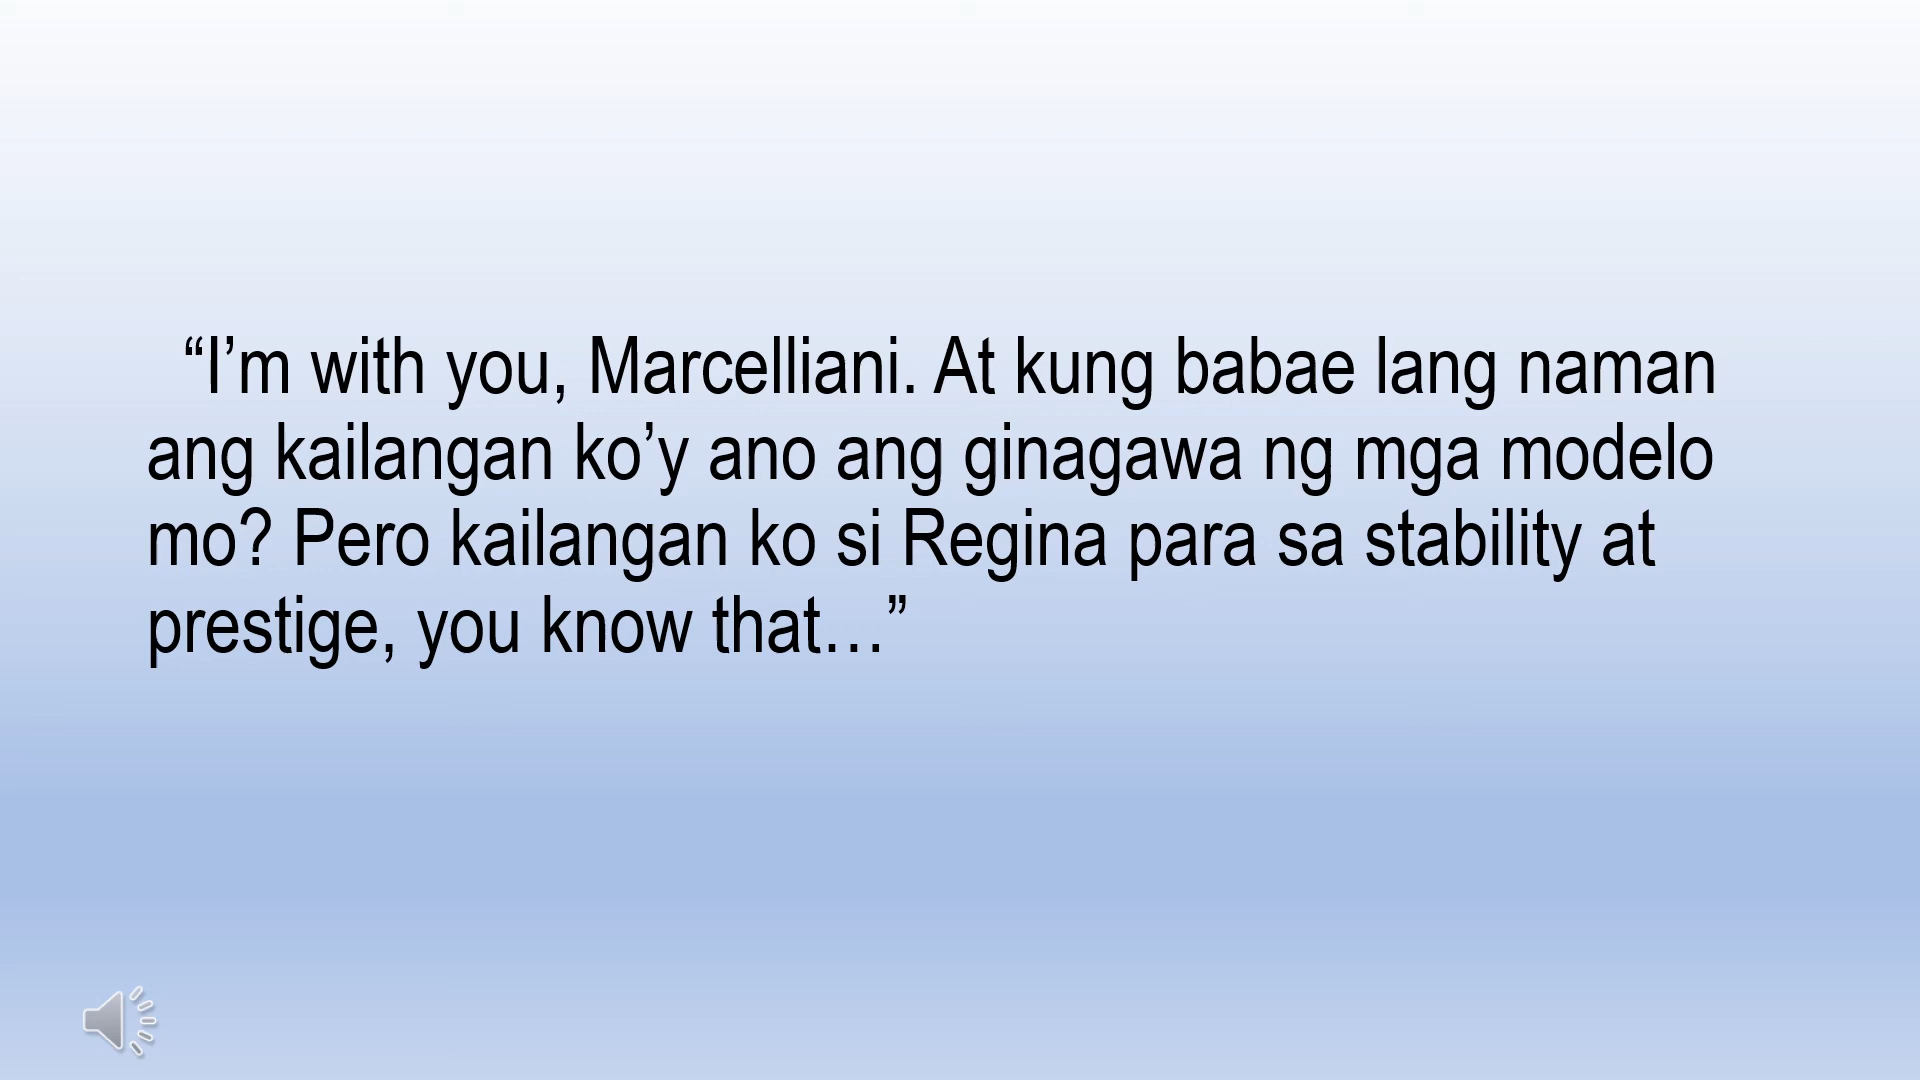 “I’m with you, Marcelliani. At kung babae lang naman
ang kailangan ko’y ano ang ginagawa ng mga modelo
mo? Pero kailangan ko si Regina para sa stability at
prestige, you know that…”